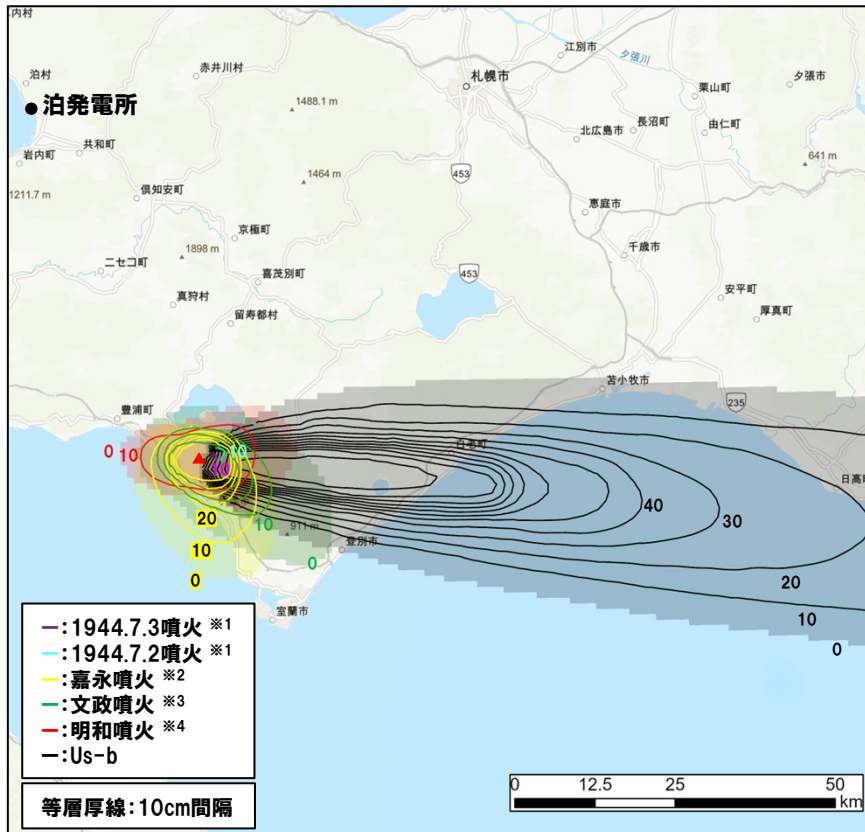 木内村
泊村
赤井川村
札幌市
江別市
夕張川
栗山町
夕張市
1488.1 m
●泊発電所
北広島市
長沼町
由仁町
共和町
岩内町
1211.7 m
倶知安町
1464 m
453
641 m
恵庭市
京極町
1898 m
千歳市
ニセコ町
喜茂別町
453
真狩村
留寿都村
安平町
厚真町
苫小牧市
235
豊浦町
白老町
日高町
0
10
10
10
20
10
0
911 m
0
登別市
室蘭市
40
30
20
10
0
:1944.7.3噴火 ※1
:1944.7.2噴火 ※1
:嘉永噴火 ※2
:文政噴火 ※3
:明和噴火 ※4
:Us-b
等層厚線:10cm間隔
0 12.5 25 50
km